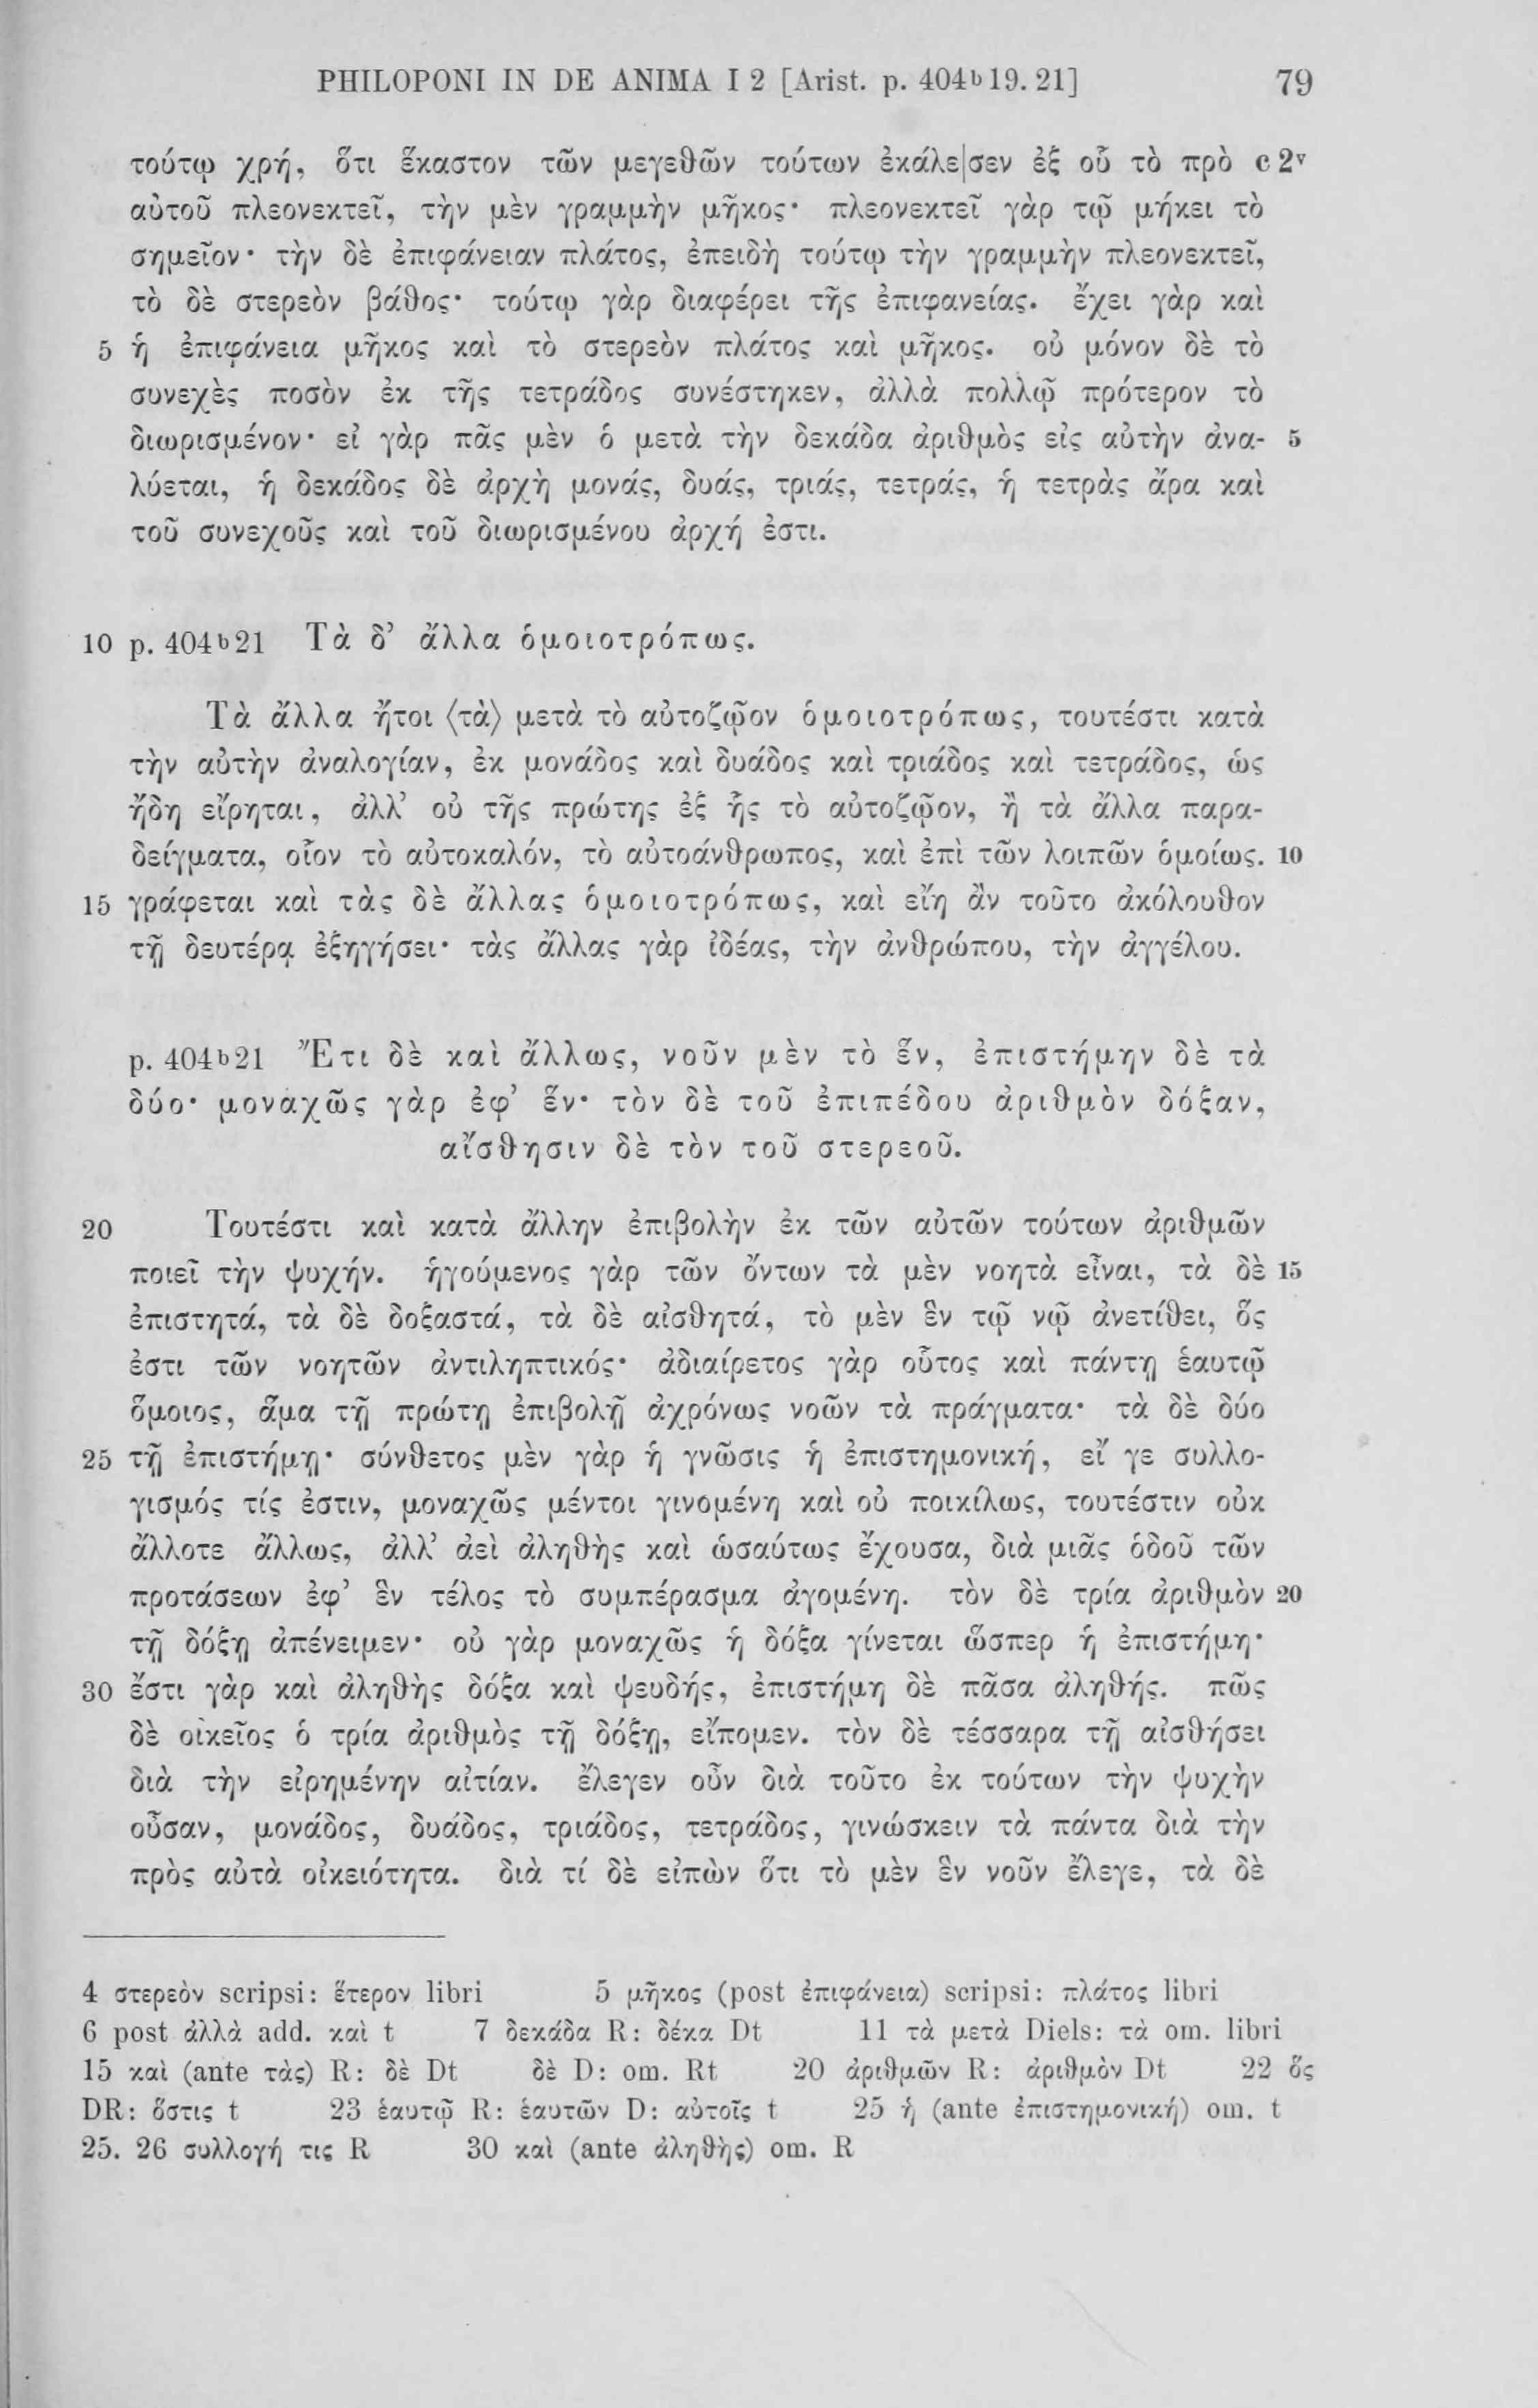 PHILOPONI IN DE ANIMA I 2 [Arist. p. 404b19. 21] 79
τούτῳ χρή, ὅτι ἕκαστον τῶν μεγεθῶν τούτων ἐκάλε|σεν ἐξ οὗ τὸ πρὸ c 2v
αὐτοῦ πλεονεκτεῖ, τὴν μὲν γραμμὴν μῆκος· πλεονεκτεῖ γὰρ τῷ μήκει τὸ
σημεῖον· τὴν δὲ ἐπιφάνειαν πλάτος, ἐπειδὴ τούτῳ τὴν γραμμὴν πλεονεκτεῖ,
τὸ δὲ στερεὸν βάθος· τούτῳ γὰρ διαφέρει τῆς ἐπιφανείας. ἔχει γὰρ καὶ
5 ἡ ἐπιφάνεια μῆκος καὶ τὸ στερεὸν πλάτος καὶ μῆκος. οὐ μόνον δὲ τὸ
συνεχὲς ποσὸν ἐκ τῆς τετράδος συνέστηκεν, ἀλλὰ πολλῷ πρότερον τὸ
διωρισμένον· εἰ γὰρ πᾶς μὲν ὁ μετὰ τὴν δεκάδα ἀριθμὸς εἰς αὐτὴν ἀνα- 5
λύεται, ἡ δεκάδος δὲ ἀρχὴ μονάς, δυάς, τριάς, τετράς, ἡ τετρὰς ἄρα καὶ
τοῦ συνεχοῦς καὶ τοῦ διωρισμένου ἀρχή ἐστι.
10 p. 404b21 Τὰ δ’ ἄλλα ὁμοιοτρόπως.
Τὰ ἄλλα ἤτοι ⟨τὰ⟩ μετὰ τὸ αὐτοζῷον ὁμοιοτρόπως, τουτέστι κατὰ
τὴν αὐτὴν ἀναλογίαν, ἐκ μονάδος καὶ δυάδος καὶ τριάδος καὶ τετράδος, ὡς
ἤδη εἴρηται, ἀλλ’ οὐ τῆς πρώτης ἐξ ἧς τὸ αὐτοζῷον, ἢ τὰ ἄλλα παρα-
δείγματα, οἷον τὸ αὐτοκαλόν, τὸ αὐτοάνθρωπος, καὶ ἐπὶ τῶν λοιπῶν ὁμοίως. 10
15 γράφεται καὶ τὰς δὲ ἄλλας ὁμοιοτρόπως, καὶ εἴη ἂν τοῦτο ἀκόλουθον
τῇ δευτέρᾳ ἐξηγήσει· τὰς ἄλλας γὰρ ἰδέας, τὴν ἀνθρώπου, τὴν ἀγγέλου.
p. 404b21 Ἔτι δὲ καὶ ἄλλως, νοῦν μὲν τὸ ἕν, ἐπιστήμην δὲ τὰ
δύο· μοναχῶς γὰρ ἐφ’ ἕν· τὸν δὲ τοῦ ἐπιπέδου ἀριθμὸν δόξαν,
αἴσθησιν δὲ τὸν τοῦ στερεοῦ.
20 Τουτέστι καὶ κατὰ ἄλλην ἐπιβολὴν ἐκ τῶν αὐτῶν τούτων ἀριθμῶν
ποιεῖ τὴν ψυχήν. ἡγούμενος γὰρ τῶν ὄντων τὰ μὲν νοητὰ εἶναι, τὰ δὲ 15
ἐπιστητά, τὰ δὲ δοξαστά, τὰ δὲ αἰσθητά, τὸ μὲν ἓν τῷ νῷ ἀνετίθει, ὅς
ἐστι τῶν νοητῶν ἀντιληπτικός· ἀδιαίρετος γὰρ οὗτος καὶ πάντῃ ἑαυτῷ
ὅμοιος, ἅμα τῇ πρώτῃ ἐπιβολῇ ἀχρόνως νοῶν τὰ πράγματα· τὰ δὲ δύο
25 τῇ ἐπιστήμῃ· σύνθετος μὲν γὰρ ἡ γνῶσις ἡ ἐπιστημονική, εἴ γε συλλο-
γισμός τίς ἐστιν, μοναχῶς μέντοι γινομένη καὶ οὐ ποικίλως, τουτέστιν οὐκ
ἄλλοτε ἄλλως, ἀλλ’ ἀεὶ ἀληθὴς καὶ ὡσαύτως ἔχουσα, διὰ μιᾶς ὁδοῦ τῶν
προτάσεων ἐφ’ ἓν τέλος τὸ συμπέρασμα ἀγομένη. τὸν δὲ τρία ἀριθμὸν 20
τῇ δόξῃ ἀπένειμεν· οὐ γὰρ μοναχῶς ἡ δόξα γίνεται ὥσπερ ἡ ἐπιστήμη·
30 ἔστι γὰρ καὶ ἀληθὴς δόξα καὶ ψευδής, ἐπιστήμη δὲ πᾶσα ἀληθής. πῶς
δὲ οἰκεῖος ὁ τρία ἀριθμὸς τῇ δόξῃ, εἴπομεν. τὸν δὲ τέσσαρα τῇ αἰσθήσει
διὰ τὴν εἰρημένην αἰτίαν. ἔλεγεν οὖν διὰ τοῦτο ἐκ τούτων τὴν ψυχὴν
οὖσαν, μονάδος, δυάδος, τριάδος, τετράδος, γινώσκειν τὰ πάντα διὰ τὴν
πρὸς αὐτὰ οἰκειότητα. διὰ τί δὲ εἰπὼν ὅτι τὸ μὲν ἓν νοῦν ἔλεγε, τὰ δὲ
4 στερεὸν scripsi: ἕτερον libri 5 μῆκος (post ἐπιφάνεια) scripsi: πλάτος libri
6 post ἀλλὰ add. καὶ t 7 δεκάδα R: δέκα Dt 11 τὰ μετὰ Diels: τὰ om. libri
15 καὶ (ante τὰς) R: δὲ Dt δὲ D: om. Rt 20 ἀριθμῶν R: ἀριθμὸν Dt 22 ὅς
DR: ὅστις t 23 ἑαυτῷ R: ἑαυτῶν D: αὐτοῖς t 25 ἡ (ante ἐπιστημονική) om. t
25. 26 συλλογή τις R 30 καὶ (ante ἀληθὴς) om. R